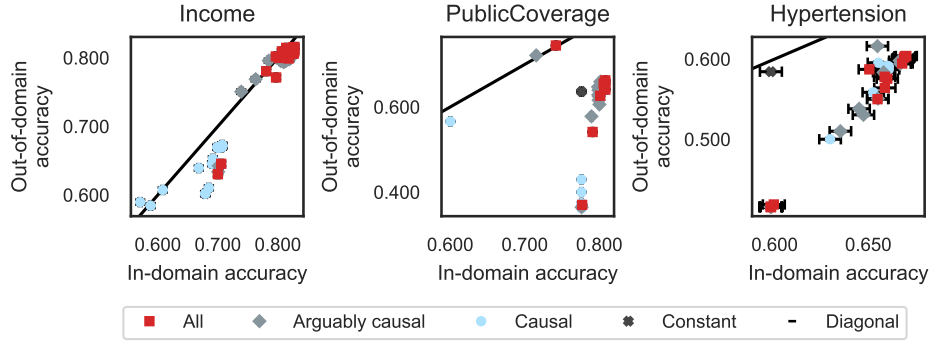 Income
PublicCoverage
Hypertension
Out-of-domain
accuracy
0.800
0.700
0.600
0.600
0.700
0.800
In-domain accuracy
Out-of-domain
accuracy
0.600
0.400
0.600
0.700
0.800
In-domain accuracy
Out-of-domain
accuracy
0.600
0.500
0.600
0.650
In-domain accuracy
All
Arguably causal
Causal
Constant
Diagonal